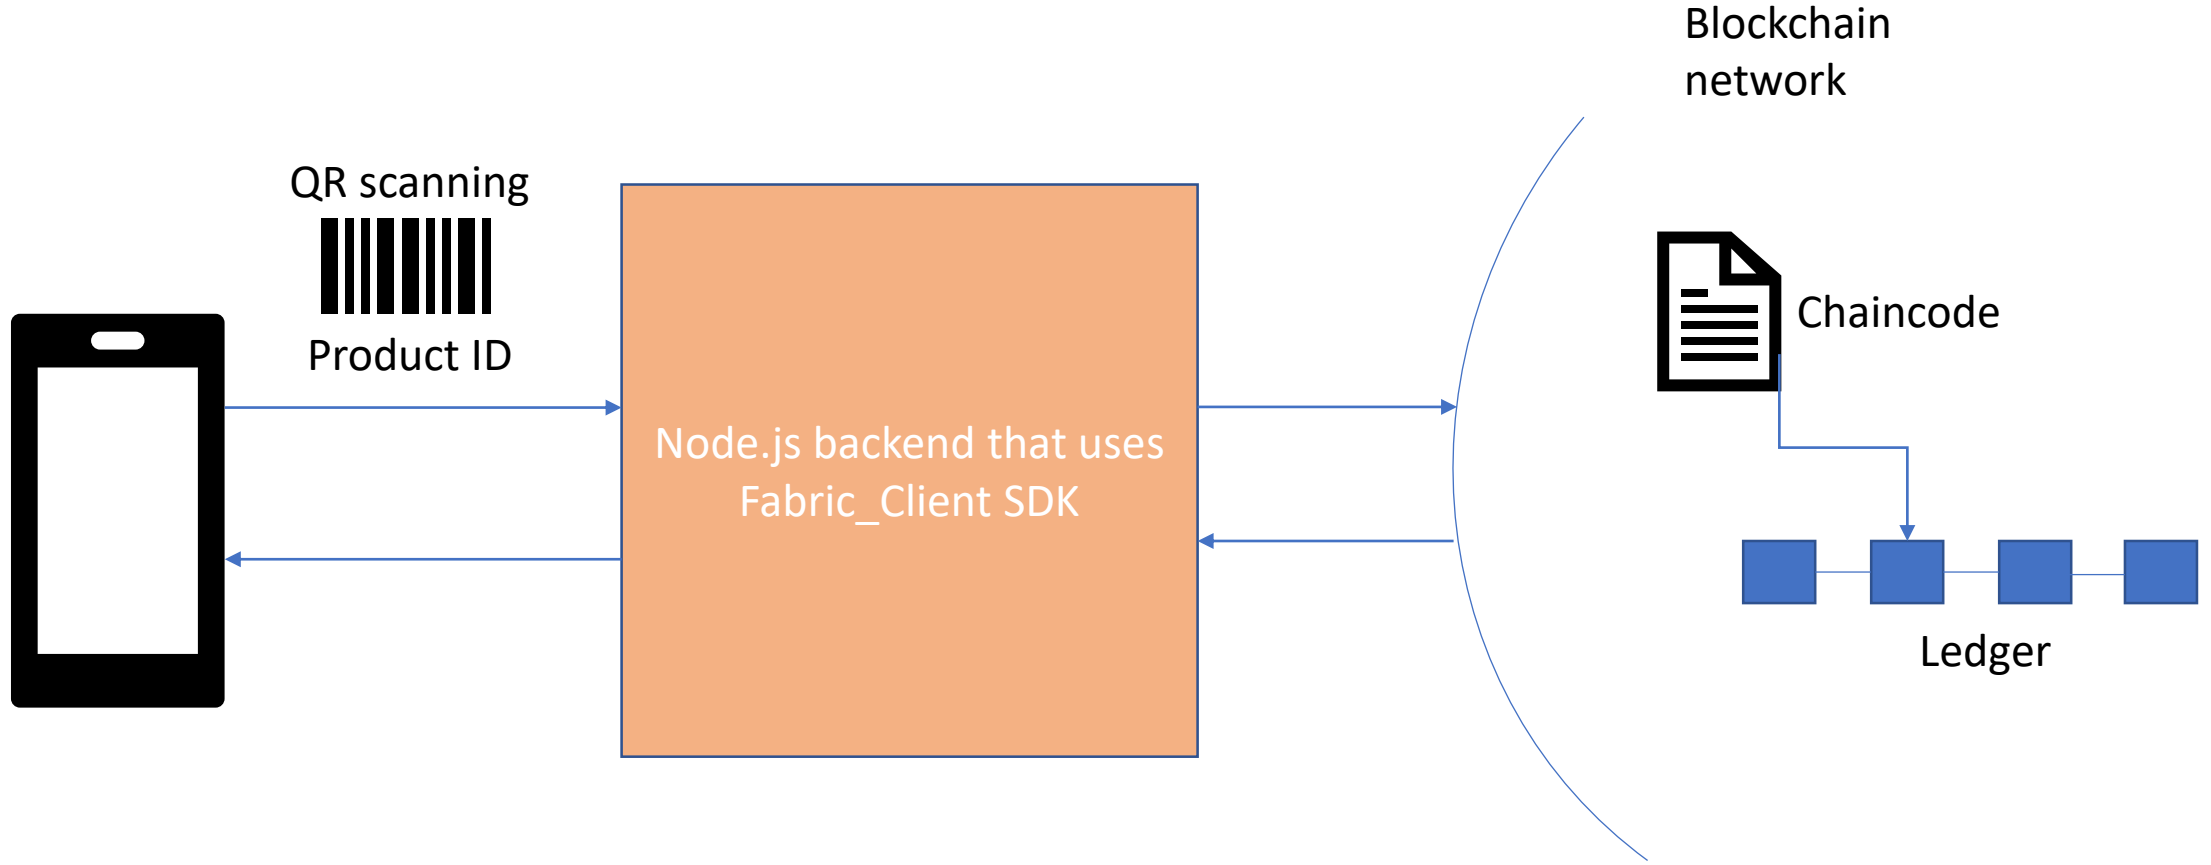 Blockchain
network
QR scanning
Product ID
Node.js backend that uses
Fabric_Client SDK
Chaincode
Ledger